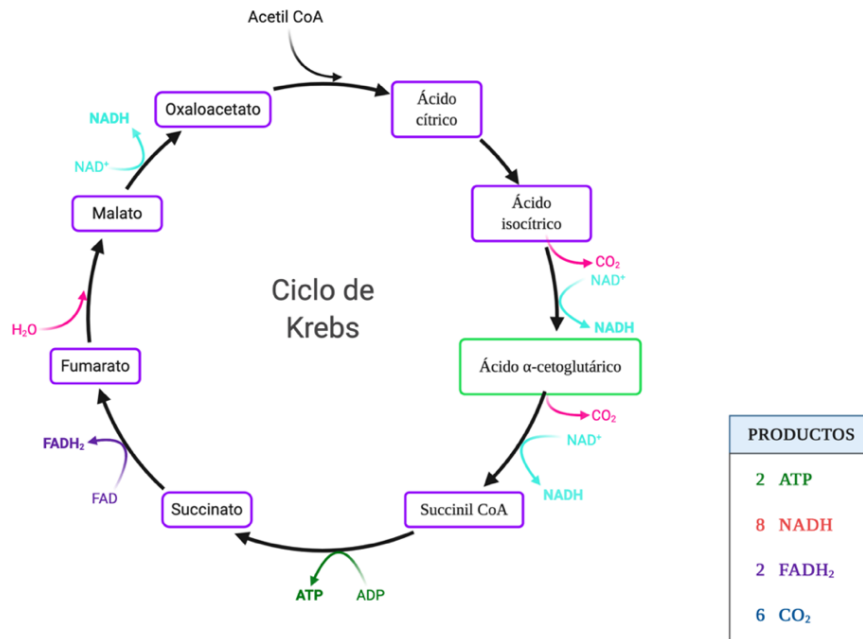 Acetil CoA
Oxaloacetato
Ácido
cítrico
Ácido
isocítrico
CO₂
NAD⁺
NADH
Ácido α-cetoglutárico
CO₂
NAD⁺
NADH
Succinil CoA
ADP
ATP
Succinato
FAD
FADH₂
Fumarato
H₂O
Malato
NAD⁺
NADH
Ciclo de
Krebs
PRODUCTOS
2 ATP
8 NADH
2 FADH₂
6 CO₂